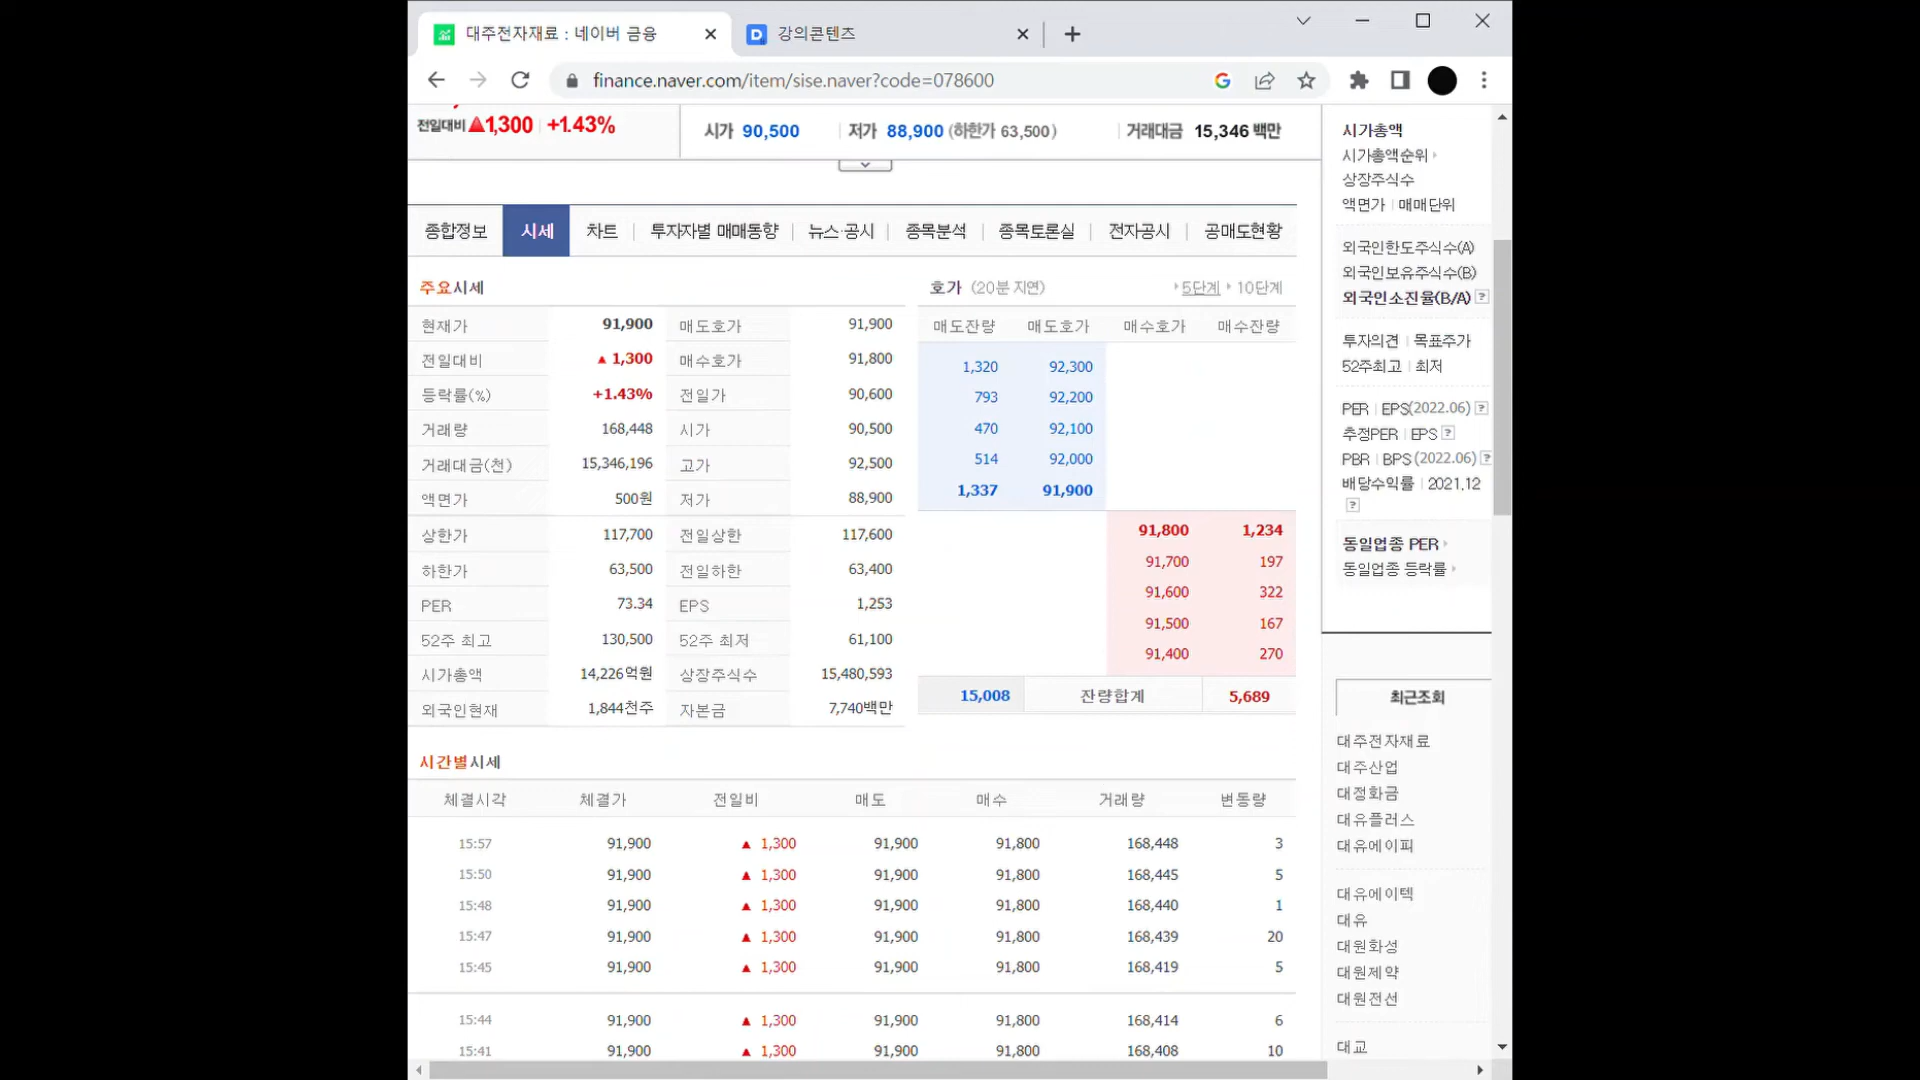 대주전자재료 : 네이버 금융
강의콘텐츠
finance.naver.com/item/sise.naver?code=078600
전일대비 ▲1,300 +1.43%
시가 90,500 저가 88,900 (하한가 63,500) 거래대금 15,346 백만
종합정보 시세 차트 투자자별 매매동향 뉴스·공시 종목분석 종목토론실 전자공시 공매도현황
주요시세
현재가 91,900 매도호가 91,900
전일대비 ▲ 1,300 매수호가 91,800
등락률(%) +1.43% 전일가 90,600
거래량 168,448 시가 90,500
거래대금(천) 15,346,196 고가 92,500
액면가 500원 저가 88,900
상한가 117,700 전일상한 117,600
하한가 63,500 전일하한 63,400
PER 73.34 EPS 1,253
52주 최고 130,500 52주 최저 61,100
시가총액 14,226억원 상장주식수 15,480,593
외국인현재 1,844천주 자본금 7,740백만
호가 (20분 지연) 5단계 10단계
매도잔량 매도호가 매수호가 매수잔량
1,320 92,300
793 92,200
470 92,100
514 92,000
1,337 91,900
91,800 1,234
91,700 197
91,600 322
91,500 167
91,400 270
15,008 잔량합계 5,689
시간별시세
체결시각 체결가 전일비 매도 매수 거래량 변동량
15:57 91,900 ▲ 1,300 91,900 91,800 168,448 3
15:50 91,900 ▲ 1,300 91,900 91,800 168,445 5
15:48 91,900 ▲ 1,300 91,900 91,800 168,440 1
15:47 91,900 ▲ 1,300 91,900 91,800 168,439 20
15:45 91,900 ▲ 1,300 91,900 91,800 168,419 5
15:44 91,900 ▲ 1,300 91,900 91,800 168,414 6
15:41 91,900 ▲ 1,300 91,900 91,800 168,408 10
시가총액
시가총액순위
상장주식수
액면가 매매단위
외국인한도주식수(A)
외국인보유주식수(B)
외국인소진율(B/A) ?
투자의견 목표주가
52주최고 최저
PER EPS(2022.06) ?
추정PER EPS ?
PBR BPS (2022.06) ?
배당수익률 2021.12
?
동일업종 PER
동일업종 등락률
최근조회
대주전자재료
대주산업
대정화금
대유플러스
대유에이피
대유에이텍
대유
대원화성
대원제약
대원전선
대교